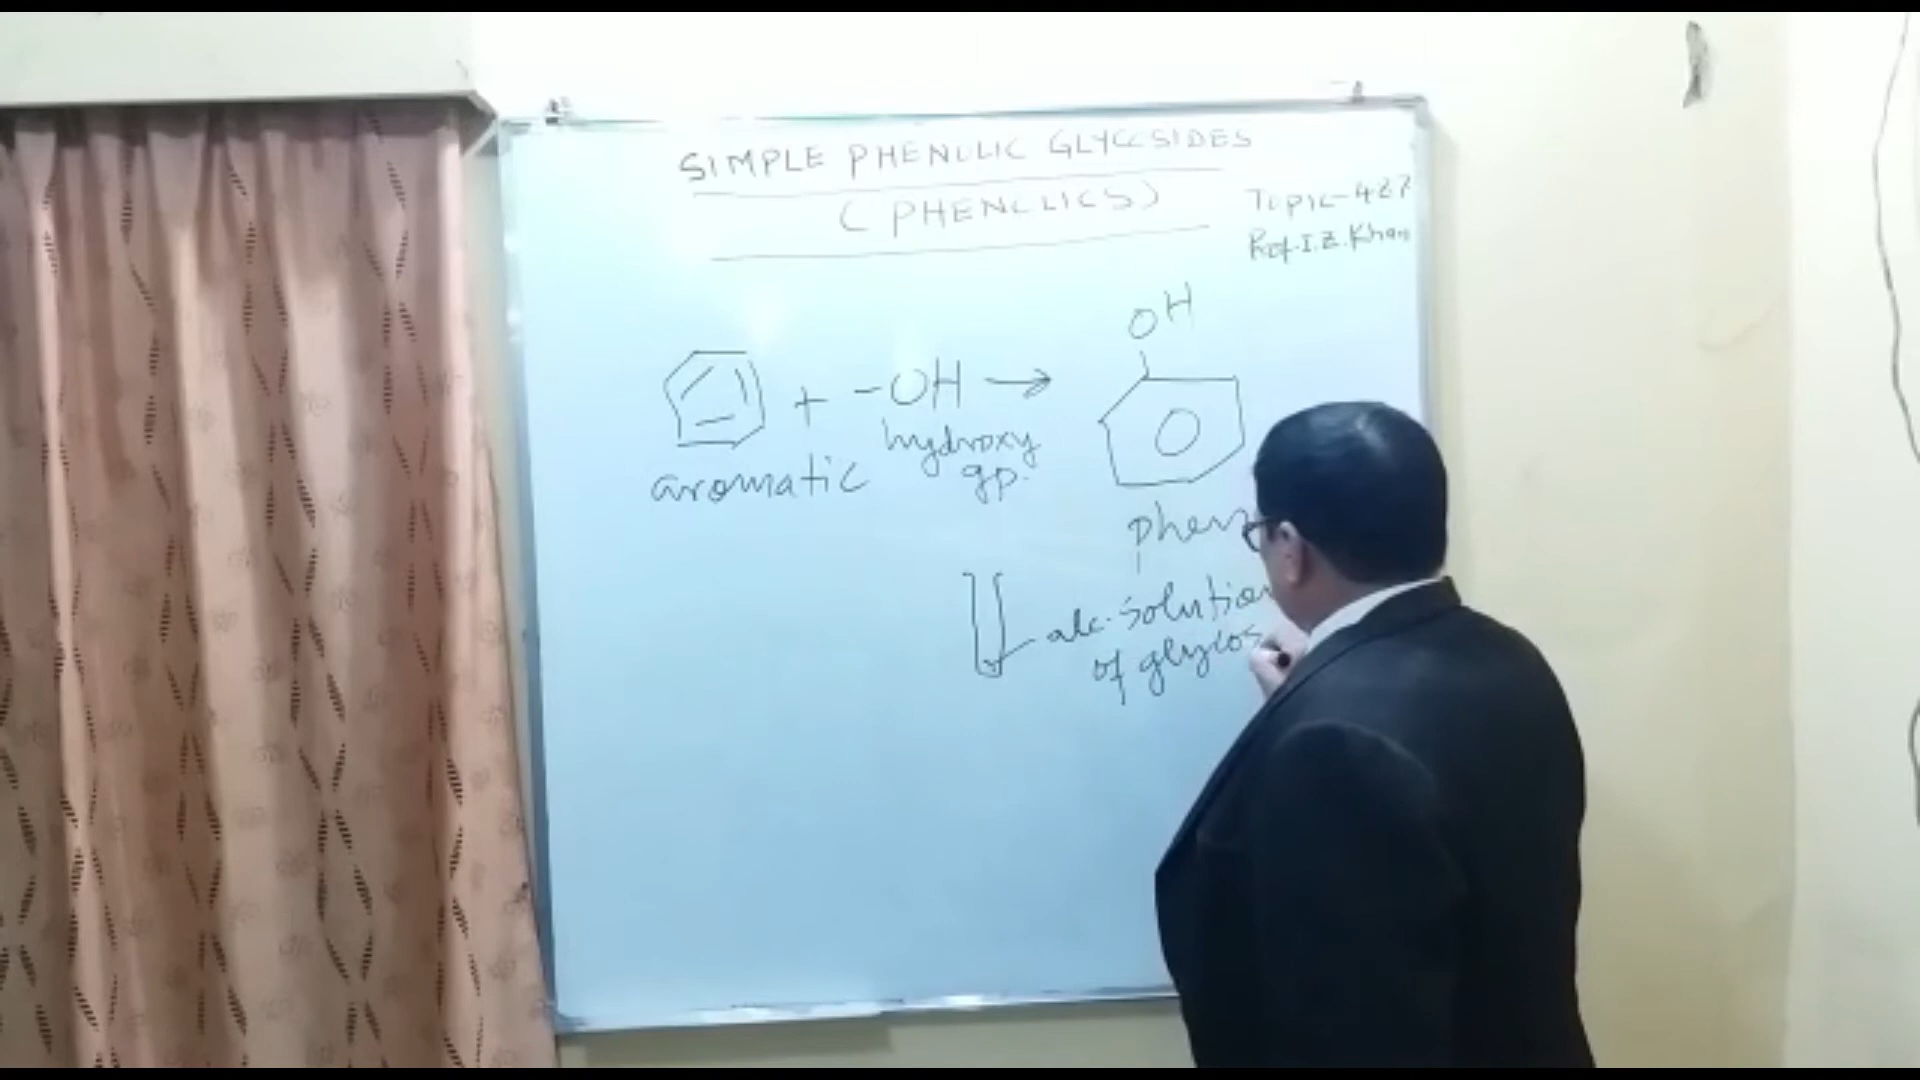 SIMPLE PHENOLIC GLYCOSIDES
(PHENOLICS)
Topic-427
Prof. I.Z. Khan
OH
+ -OH →
hydroxy
gp.
aromatic
alc. solution
of glycos